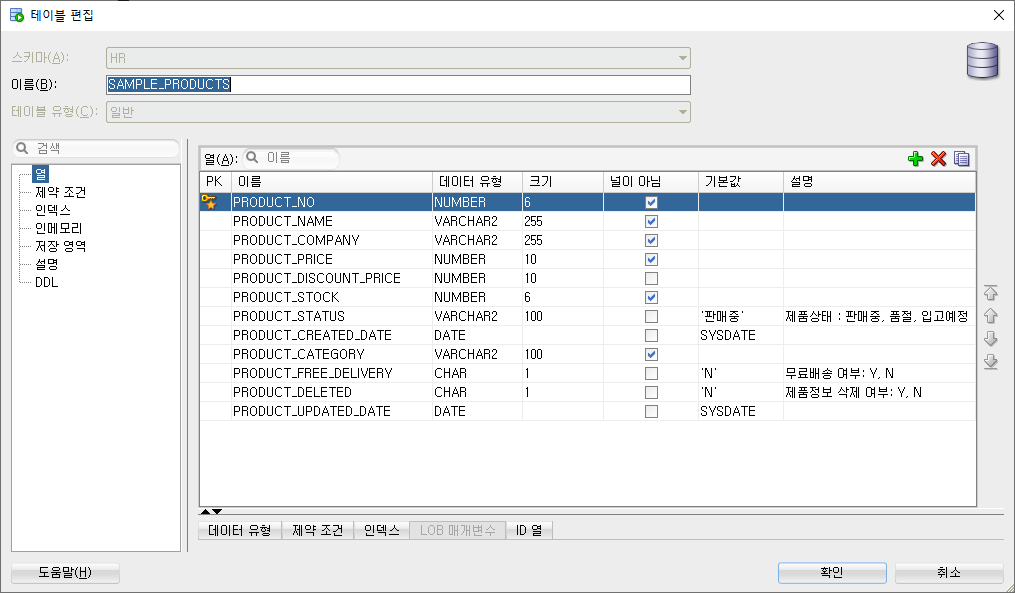 테이블 편집
스키마(A): HR
이름(B): SAMPLE_PRODUCTS
테이블 유형(C): 일반
검색
열
제약 조건
인덱스
인메모리
저장 영역
설명
DDL
열(A): 이름
PK 이름 데이터 유형 크기 널이 아님 기본값 설명
PRODUCT_NO NUMBER 6
PRODUCT_NAME VARCHAR2 255
PRODUCT_COMPANY VARCHAR2 255
PRODUCT_PRICE NUMBER 10
PRODUCT_DISCOUNT_PRICE NUMBER 10
PRODUCT_STOCK NUMBER 6
PRODUCT_STATUS VARCHAR2 100 '판매중' 제품상태 : 판매중, 품절, 입고예정
PRODUCT_CREATED_DATE DATE SYSDATE
PRODUCT_CATEGORY VARCHAR2 100
PRODUCT_FREE_DELIVERY CHAR 1 'N' 무료배송 여부: Y, N
PRODUCT_DELETED CHAR 1 'N' 제품정보 삭제 여부: Y, N
PRODUCT_UPDATED_DATE DATE SYSDATE
데이터 유형 제약 조건 인덱스 LOB 매개변수 ID 열
도움말(H) 확인 취소